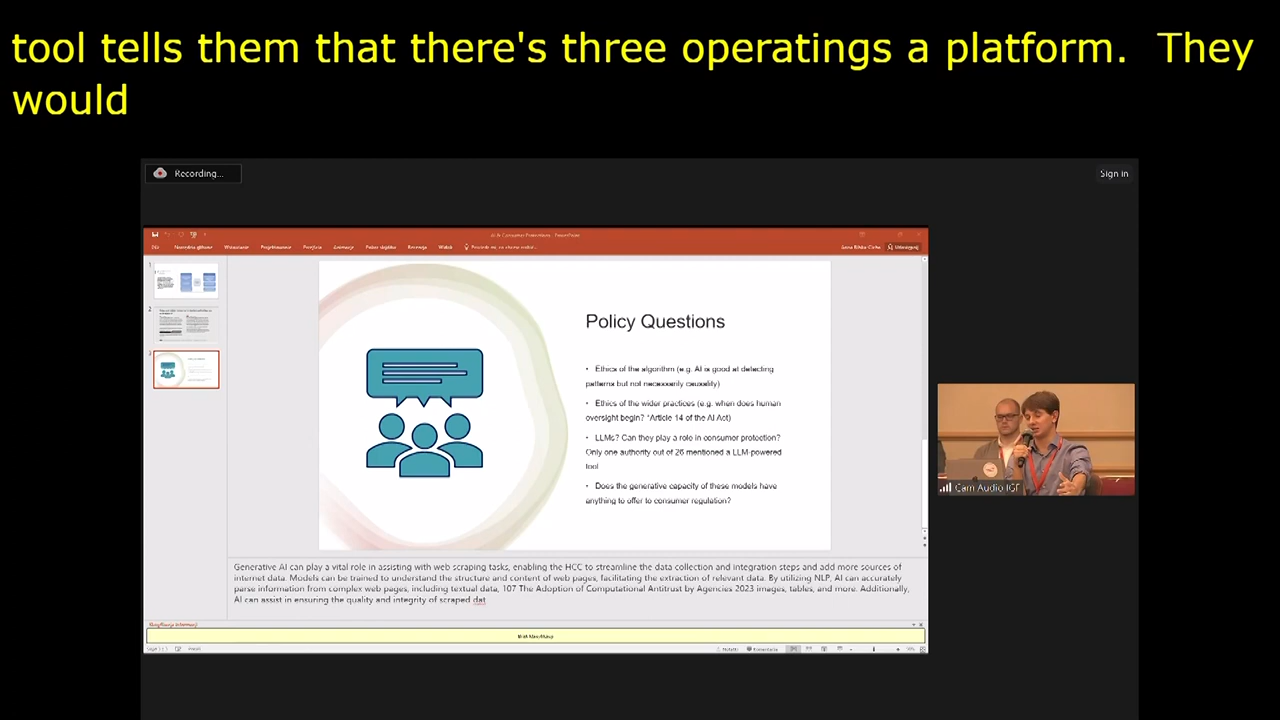 tool tells them that there's three operatings a platform.  They
would
Recording...
Sign in
AI & Consumer Protection - PowerPoint
Policy Questions
• Ethics of the algorithm (e.g. AI is good at detecting
patterns but not necessarily causality)
• Ethics of the wider practices (e.g. when does human
oversight begin? *Article 14 of the AI Act)
• LLMs? Can they play a role in consumer protection?
Only one authority out of 26 mentioned a LLM-powered
tool
• Does the generative capacity of these models have
anything to offer to consumer regulation?
Cam Audio IGF
Generative AI can play a vital role in assisting with web scraping tasks, enabling the HCC to streamline the data collection and integration steps and add more sources of
internet data. Models can be trained to understand the structure and content of web pages, facilitating the extraction of relevant data. By utilizing NLP, AI can accurately
parse information from complex web pages, including textual data, 107 The Adoption of Computational Antitrust by Agencies 2023 images, tables, and more. Additionally,
AI can assist in ensuring the quality and integrity of scraped dat